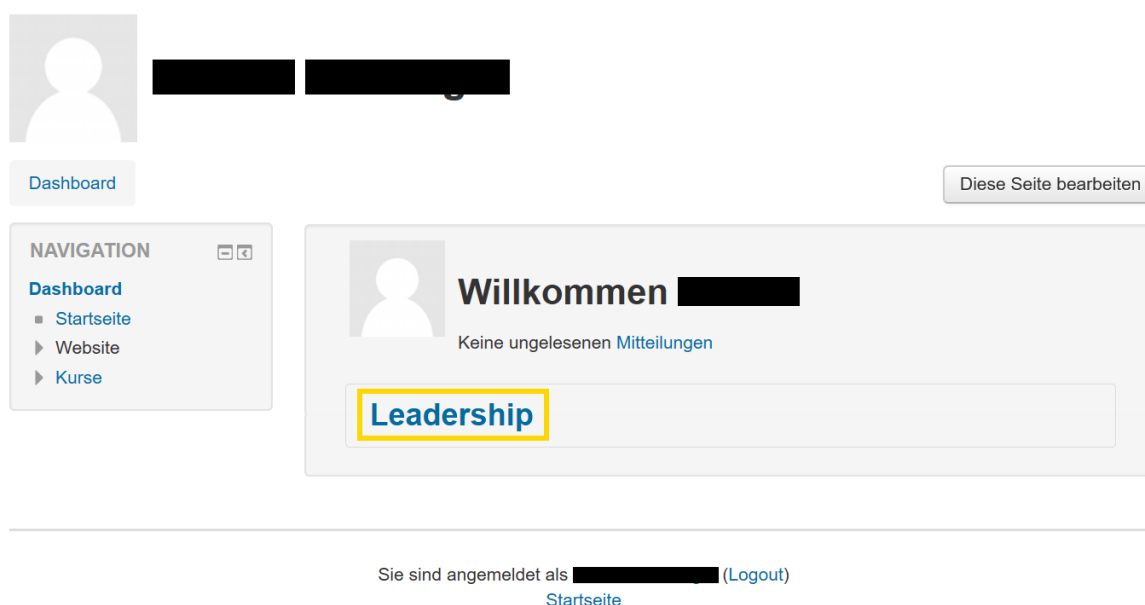 Dashboard
Diese Seite bearbeiten
NAVIGATION
Dashboard
Startseite
Website
Kurse
Willkommen
Keine ungelesenen Mitteilungen
Leadership
Sie sind angemeldet als (Logout)
Startseite